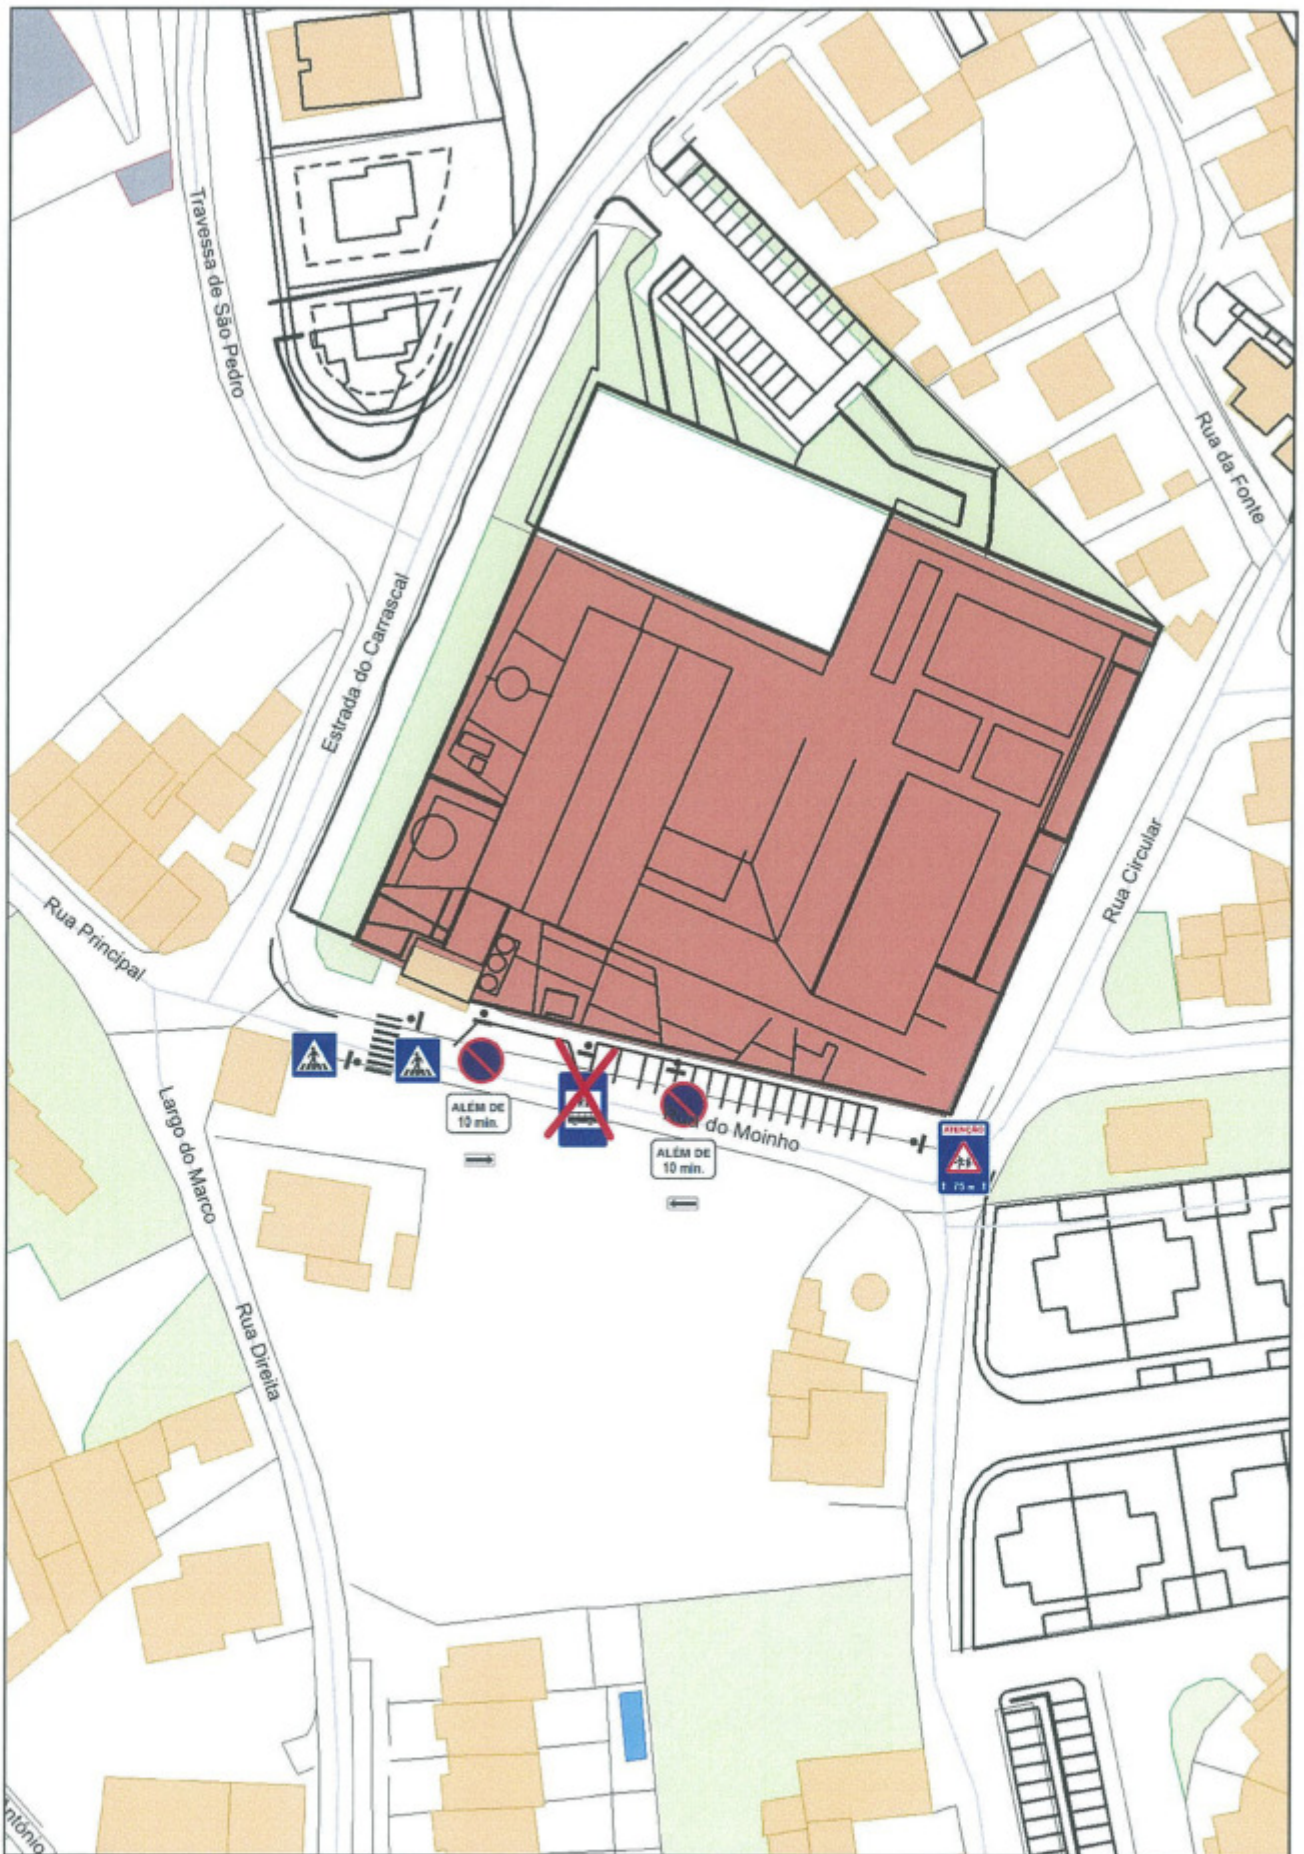 Travessa de São Pedro
Rua da Fonte
Estrada do Carrascal
Rua Circular
Rua Principal
ALÉM DE
10 min.
do Moinho
ALÉM DE
10 min.
ATENÇÃO
75 m
Largo do Marco
Rua Direita
António